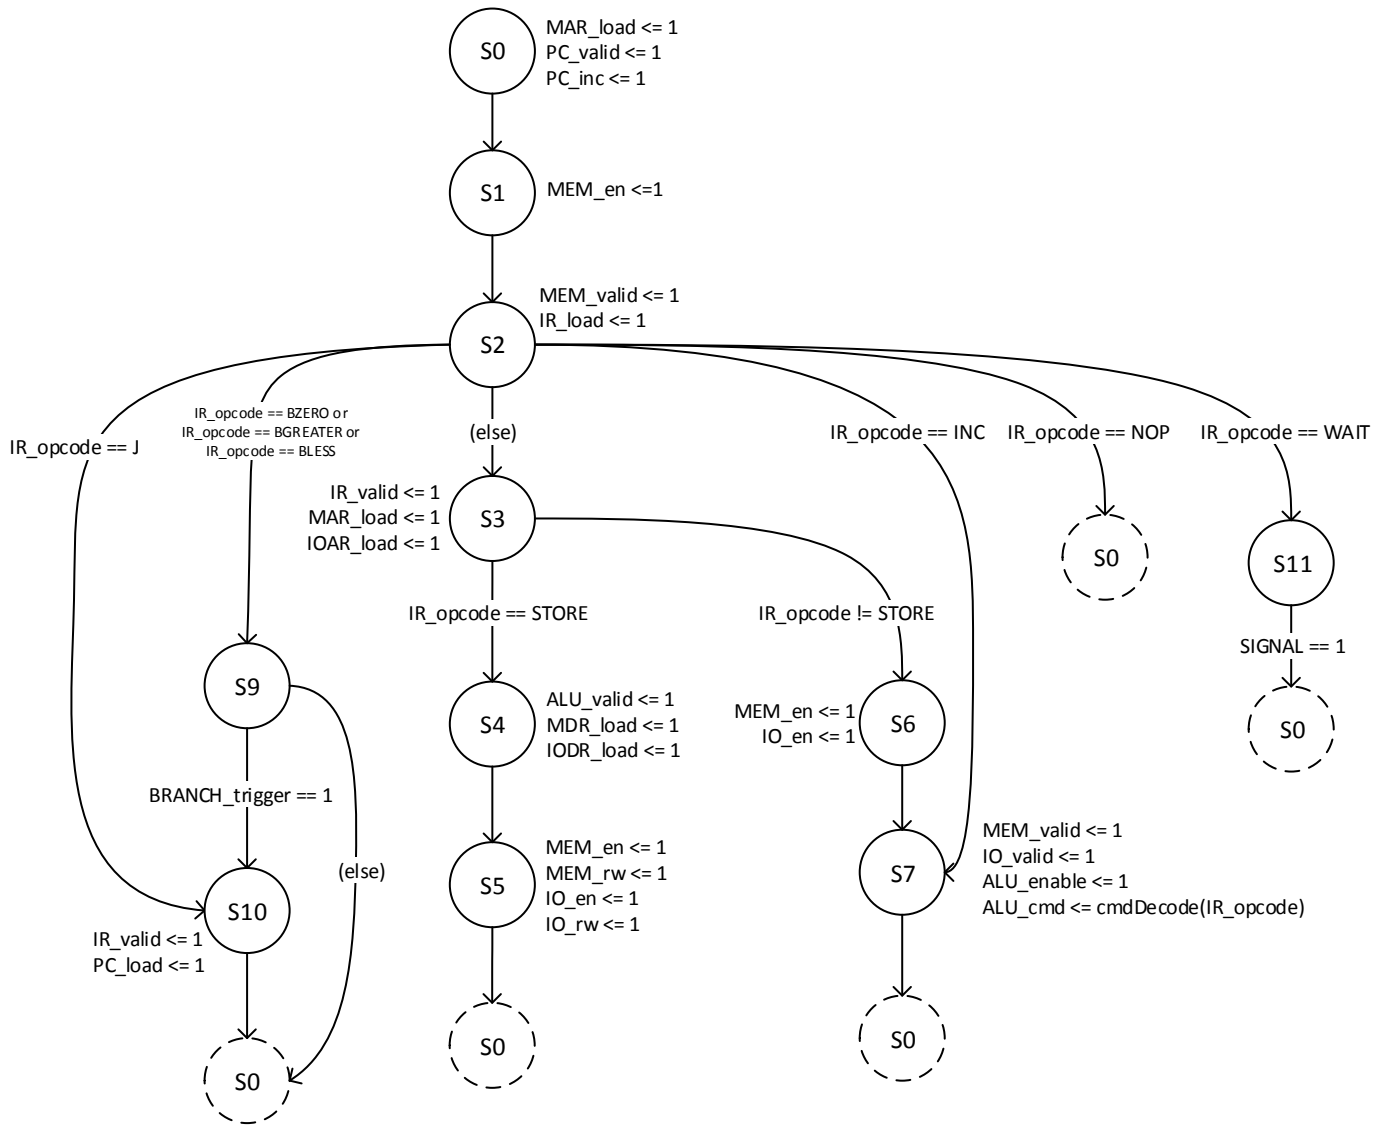 S0
MAR_load <= 1
PC_valid <= 1
PC_inc <= 1
S1
MEM_en <=1
S2
MEM_valid <= 1
IR_load <= 1
IR_opcode == J
IR_opcode == BZERO or
IR_opcode == BGREATER or
IR_opcode == BLESS
(else)
IR_opcode == INC
IR_opcode == NOP
IR_opcode == WAIT
IR_valid <= 1
MAR_load <= 1
IOAR_load <= 1
S3
S0
S11
IR_opcode == STORE
IR_opcode != STORE
SIGNAL == 1
S9
S4
ALU_valid <= 1
MDR_load <= 1
IODR_load <= 1
MEM_en <= 1
IO_en <= 1
S6
S0
BRANCH_trigger == 1
(else)
S5
MEM_en <= 1
MEM_rw <= 1
IO_en <= 1
IO_rw <= 1
S7
MEM_valid <= 1
IO_valid <= 1
ALU_enable <= 1
ALU_cmd <= cmdDecode(IR_opcode)
S10
IR_valid <= 1
PC_load <= 1
S0
S0
S0